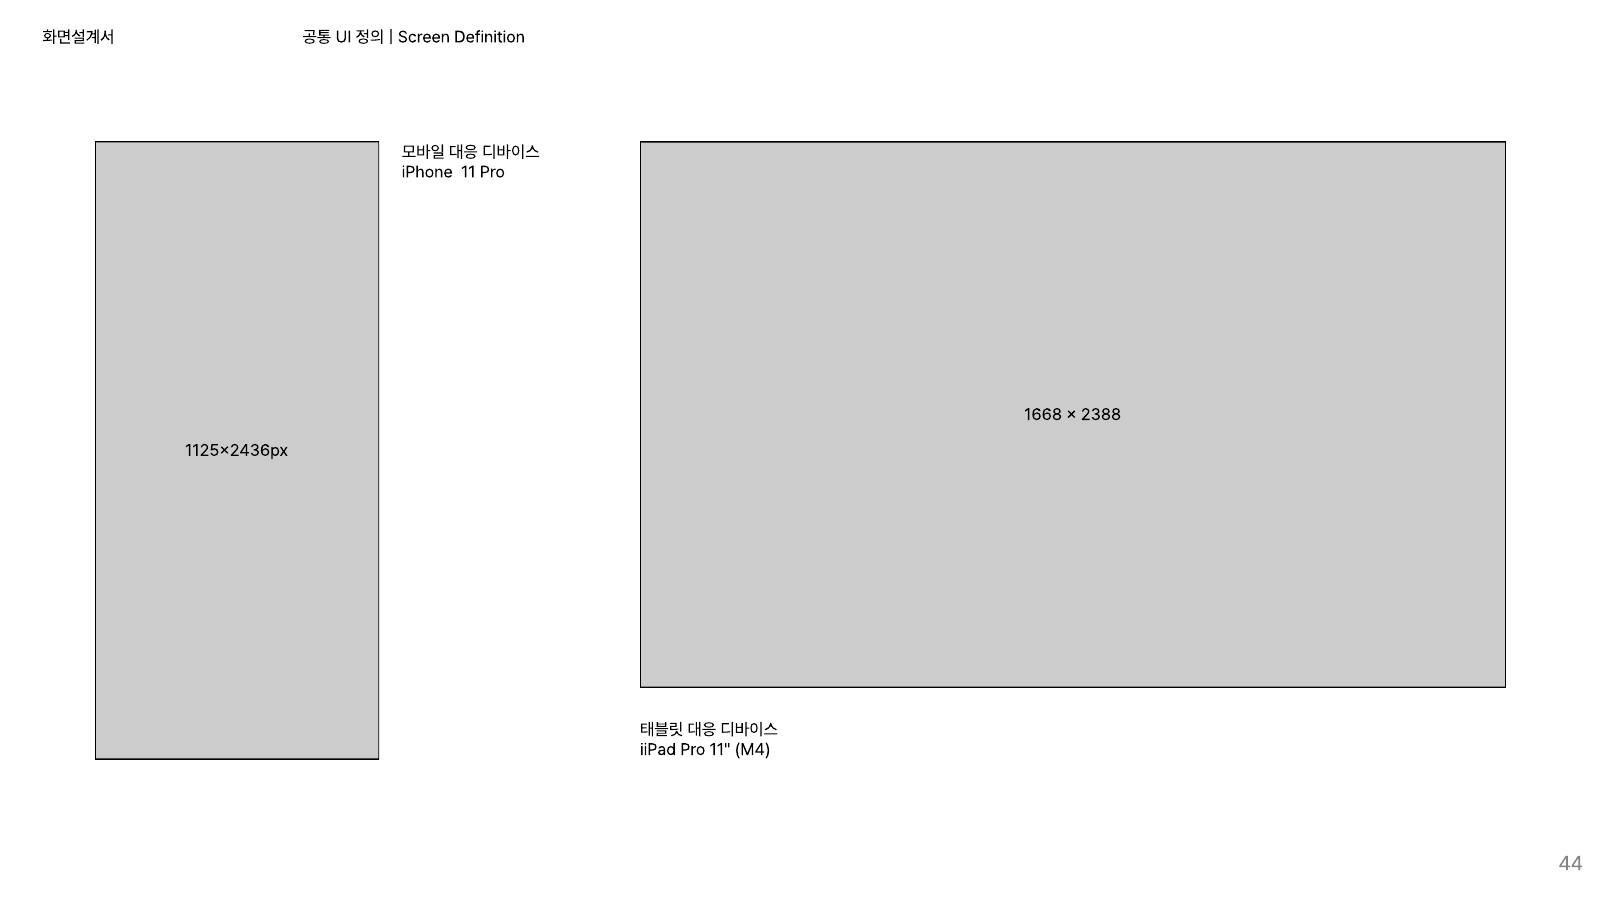 화면설계서
공통 UI 정의 | Screen Definition
모바일 대응 디바이스
iPhone  11 Pro
1125×2436px
1668 × 2388
태블릿 대응 디바이스
iiPad Pro 11" (M4)
44